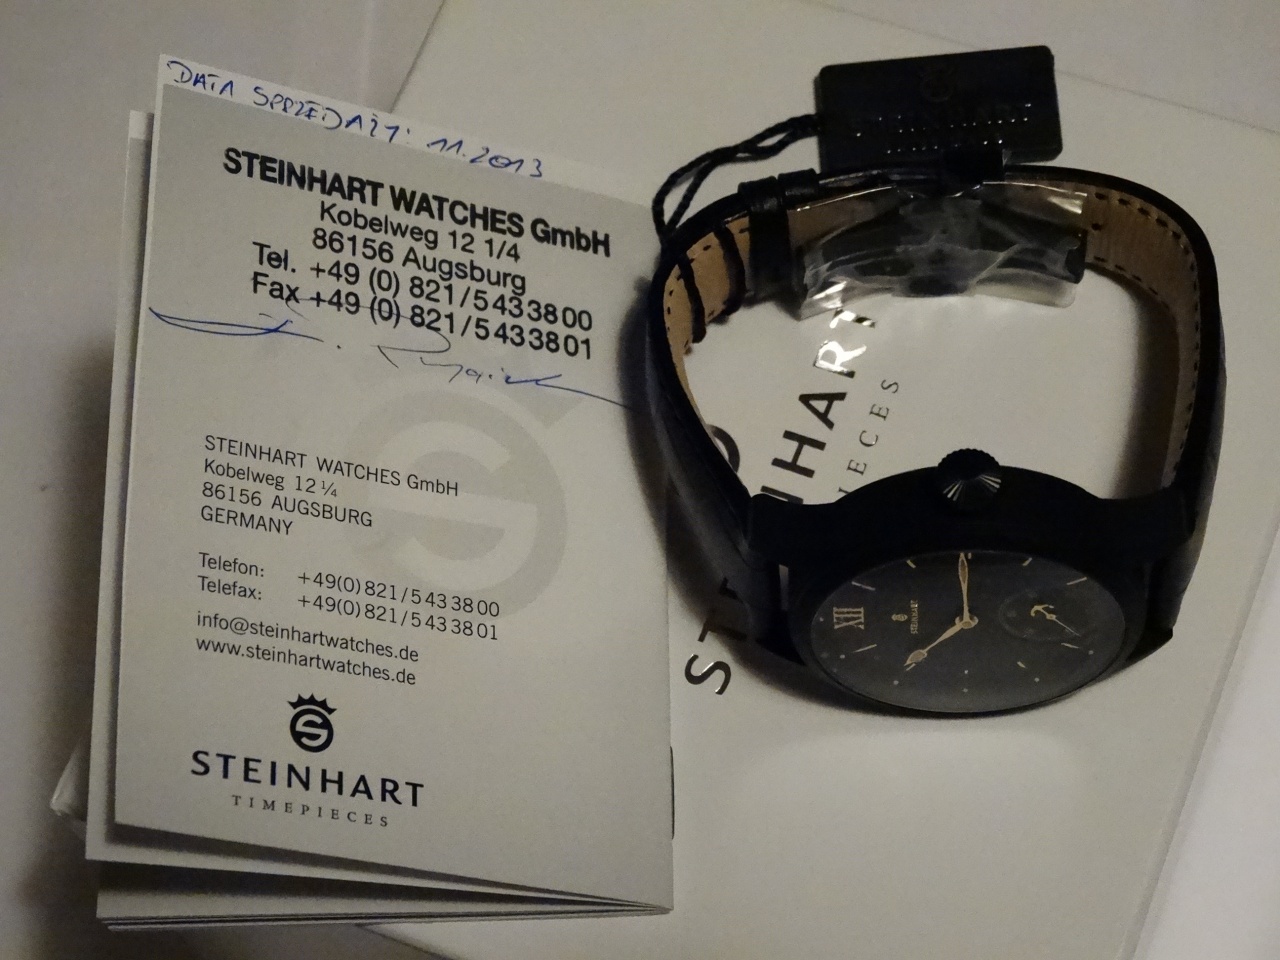 DATA SPRZEDAŻY: 11.2013
STEINHART WATCHES GmbH
Kobelweg 12 1/4
86156 Augsburg
Tel. +49 (0) 821/5433800
Fax +49 (0) 821/5433801
STEINHART WATCHES GmbH
Kobelweg 12 ¼
86156 AUGSBURG
GERMANY
Telefon: +49(0)821/5433800
Telefax: +49(0)821/5433801
info@steinhartwatches.de
www.steinhartwatches.de
STEINHART
TIMEPIECES
STEINHART
XII